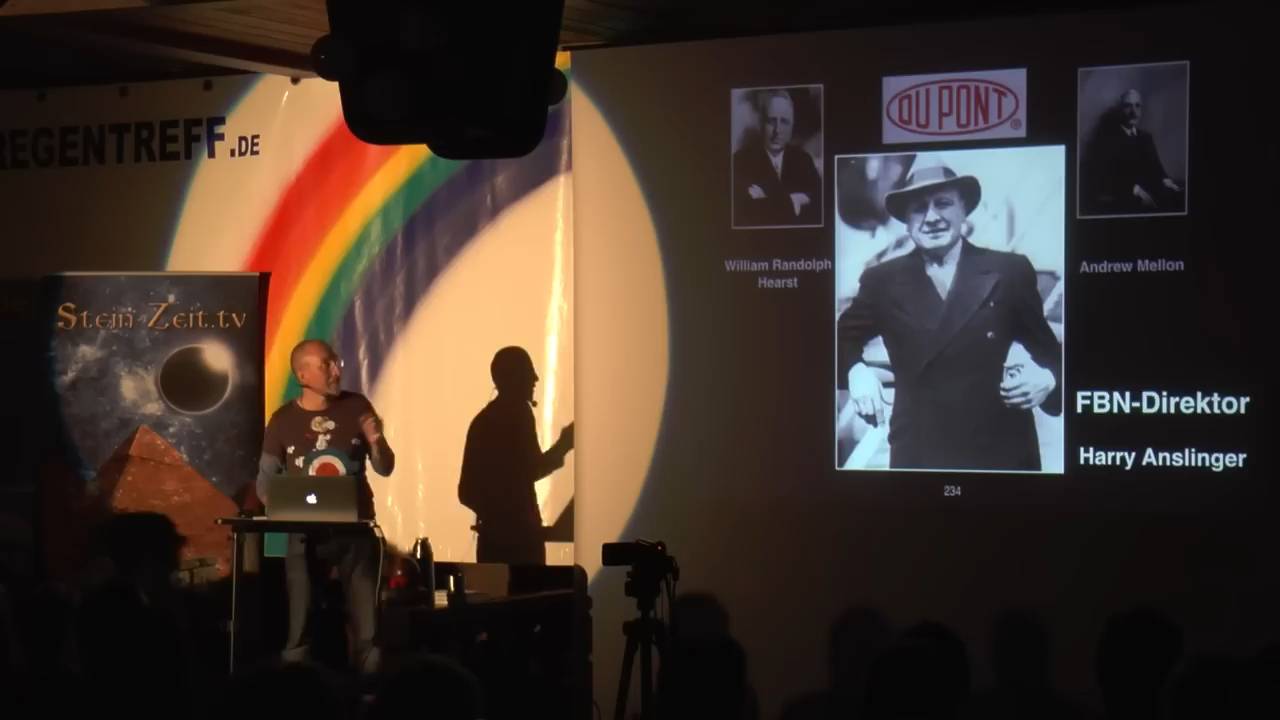 REGENTREFF.DE
Stein-Zeit.tv
DU PONT®
William Randolph
Hearst
Andrew Mellon
FBN-Direktor
Harry Anslinger
234